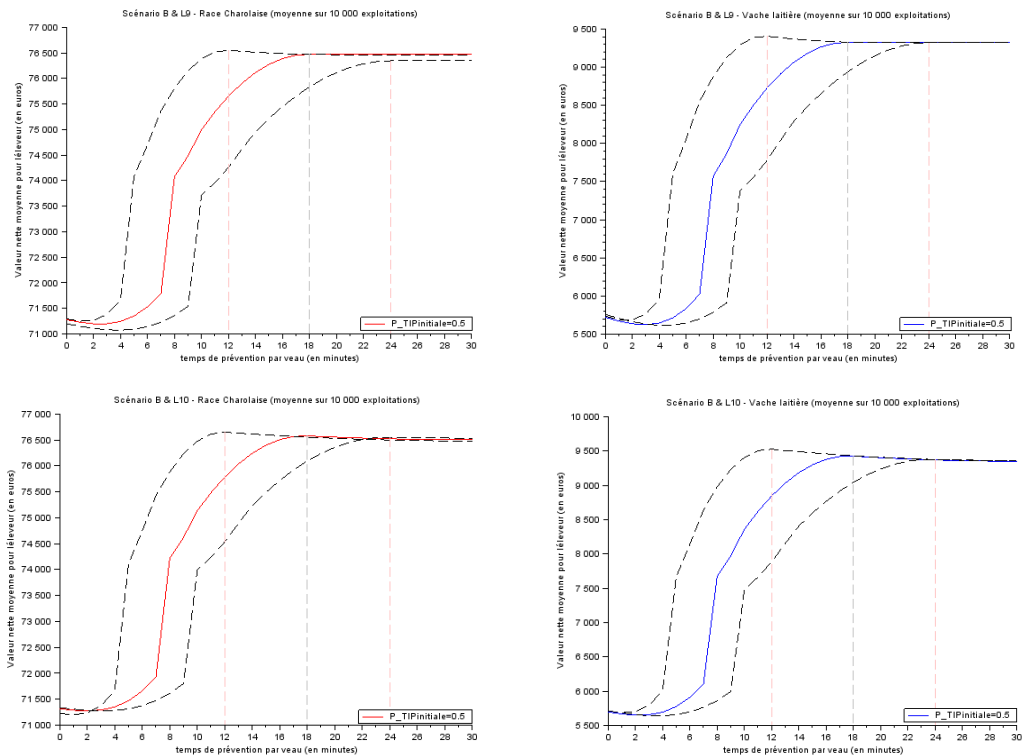 Scénario B & L9 - Race Charolaise (moyenne sur 10 000 exploitations)
Valeur nette moyenne pour léleveur (en euros)
77 000
76 500
76 000
75 500
75 000
74 500
74 000
73 500
73 000
72 500
72 000
71 500
71 000
P_TIPinitiale=0.5
0 2 4 6 8 10 12 14 16 18 20 22 24 26 28 30
temps de prévention par veau (en minutes)
Scénario B & L9 - Vache laitière (moyenne sur 10 000 exploitations)
Valeur nette moyenne pour léleveur (en euros)
9 500
9 000
8 500
8 000
7 500
7 000
6 500
6 000
5 500
P_TIPinitiale=0.5
0 2 4 6 8 10 12 14 16 18 20 22 24 26 28 30
temps de prévention par veau (en minutes)
Scénario B & L10 - Race Charolaise (moyenne sur 10 000 exploitations)
Valeur nette moyenne pour léleveur (en euros)
77 000
76 500
76 000
75 500
75 000
74 500
74 000
73 500
73 000
72 500
72 000
71 500
71 000
P_TIPinitiale=0.5
0 2 4 6 8 10 12 14 16 18 20 22 24 26 28 30
temps de prévention par veau (en minutes)
Scénario B & L10 - Vache laitière (moyenne sur 10 000 exploitations)
Valeur nette moyenne pour léleveur (en euros)
10 000
9 500
9 000
8 500
8 000
7 500
7 000
6 500
6 000
5 500
P_TIPinitiale=0.5
0 2 4 6 8 10 12 14 16 18 20 22 24 26 28 30
temps de prévention par veau (en minutes)